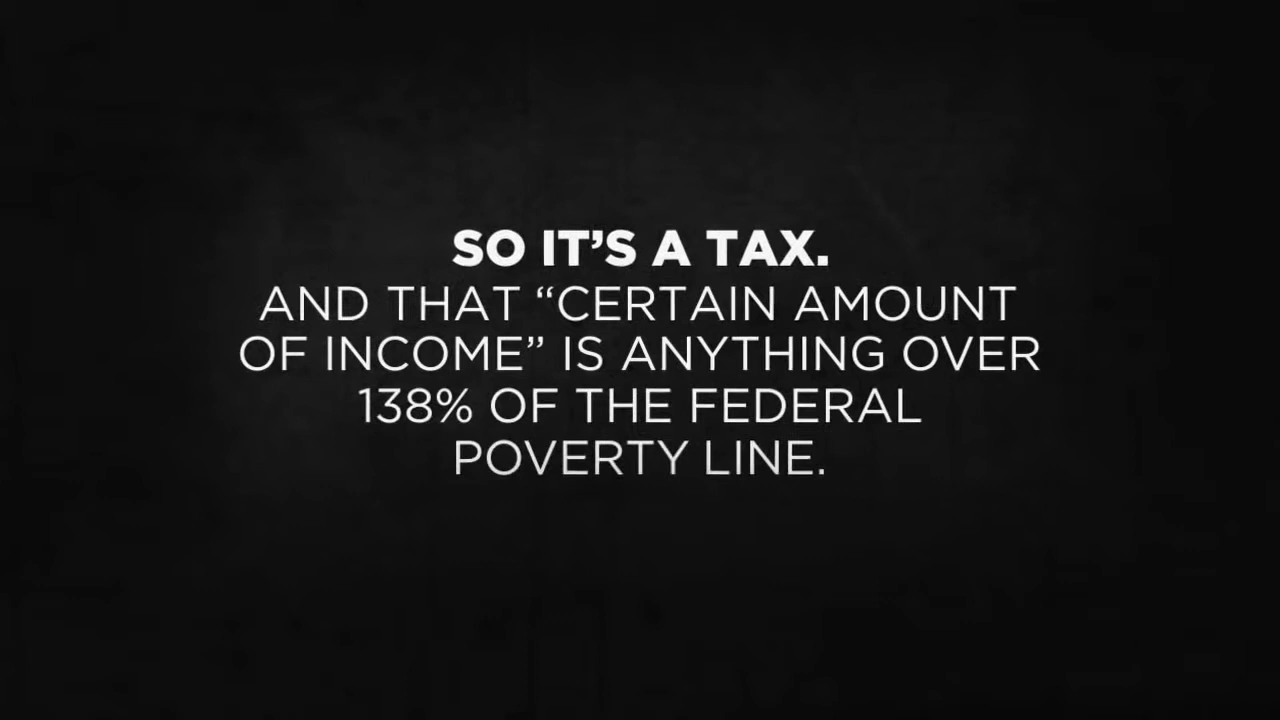 SO IT’S A TAX.
AND THAT “CERTAIN AMOUNT
OF INCOME” IS ANYTHING OVER
138% OF THE FEDERAL
POVERTY LINE.